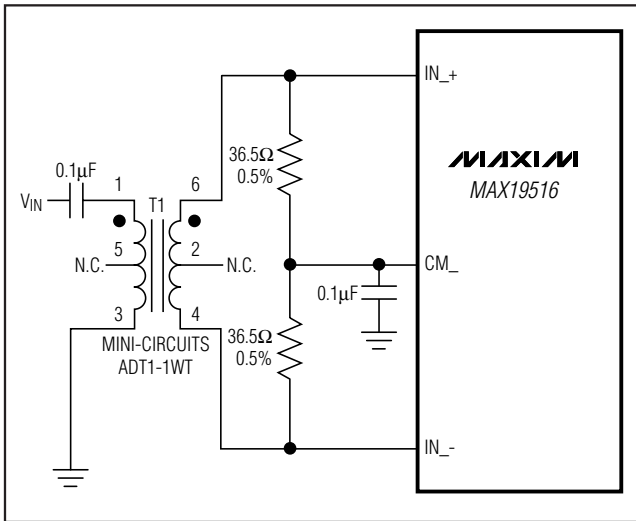 IN_+
36.5Ω
0.5%
MAXIM
MAX19516
0.1μF
1
6
VIN
T1
5
2
N.C.
N.C.
CM_
0.1μF
3
4
MINI-CIRCUITS
ADT1-1WT
36.5Ω
0.5%
IN_-